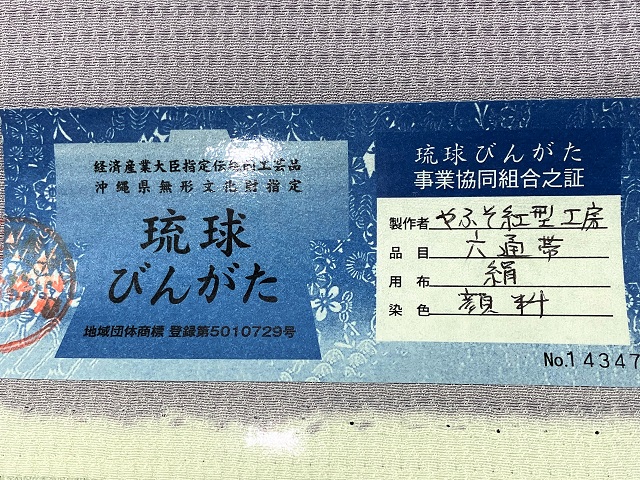 経済産業大臣指定伝統的工芸品
沖縄県無形文化財指定
琉球
びんがた
地域団体商標 登録第5010729号
琉球びんがた
事業協同組合之証
製作者 やふそ紅型工房
品目 六通帯
用布 絹
染色 顔料
No.14347